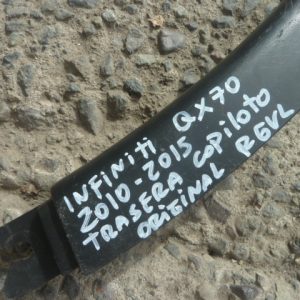 INFINITI QX70
2010-2015
TRASERA COPILOTO
ORIGINAL RGVL